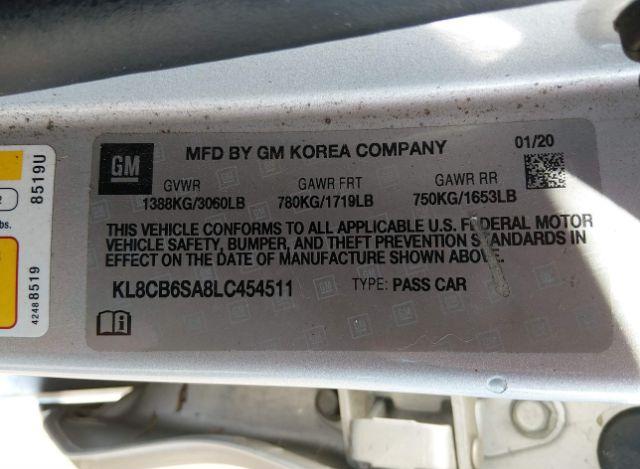 GM
MFD BY GM KOREA COMPANY
01/20
GVWR GAWR FRT GAWR RR
1388KG/3060LB 780KG/1719LB 750KG/1653LB
THIS VEHICLE CONFORMS TO ALL APPLICABLE U.S. FEDERAL MOTOR
VEHICLE SAFETY, BUMPER, AND THEFT PREVENTION STANDARDS IN
EFFECT ON THE DATE OF MANUFACTURE SHOWN ABOVE.
KL8CB6SA8LC454511 TYPE: PASS CAR
8519U
42488519
2
bs.